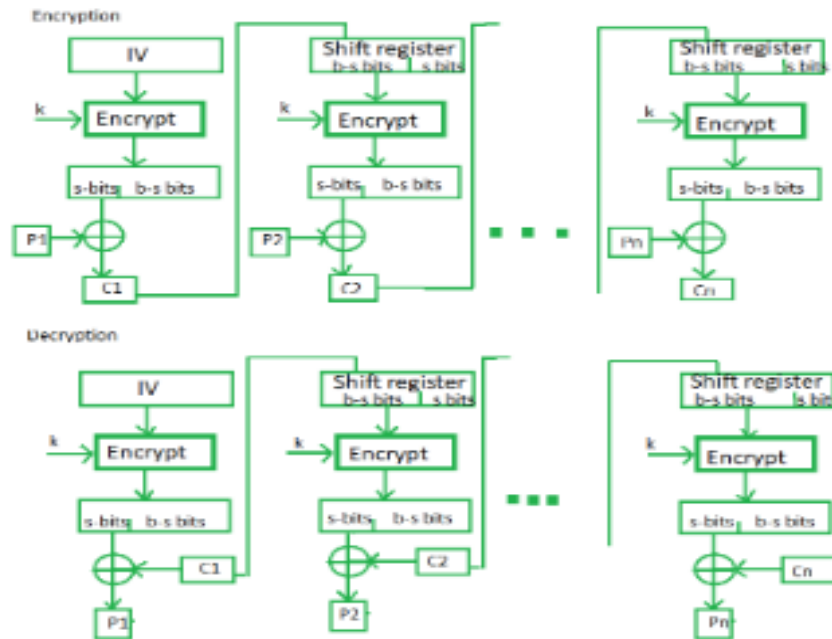 Encryption
IV Shift register Shift register
b-s bits s bits b-s bits s bits
k Encrypt k Encrypt k Encrypt
s-bits b-s bits s-bits b-s bits s-bits b-s bits
P1 P2 Pn
C1 C2 Cn
Decryption
IV Shift register Shift register
b-s bits s bits b-s bits s bit
k Encrypt k Encrypt k Encrypt
s-bits b-s bits s-bits b-s bits s-bits b-s bits
C1 C2 Cn
P1 P2 Pn